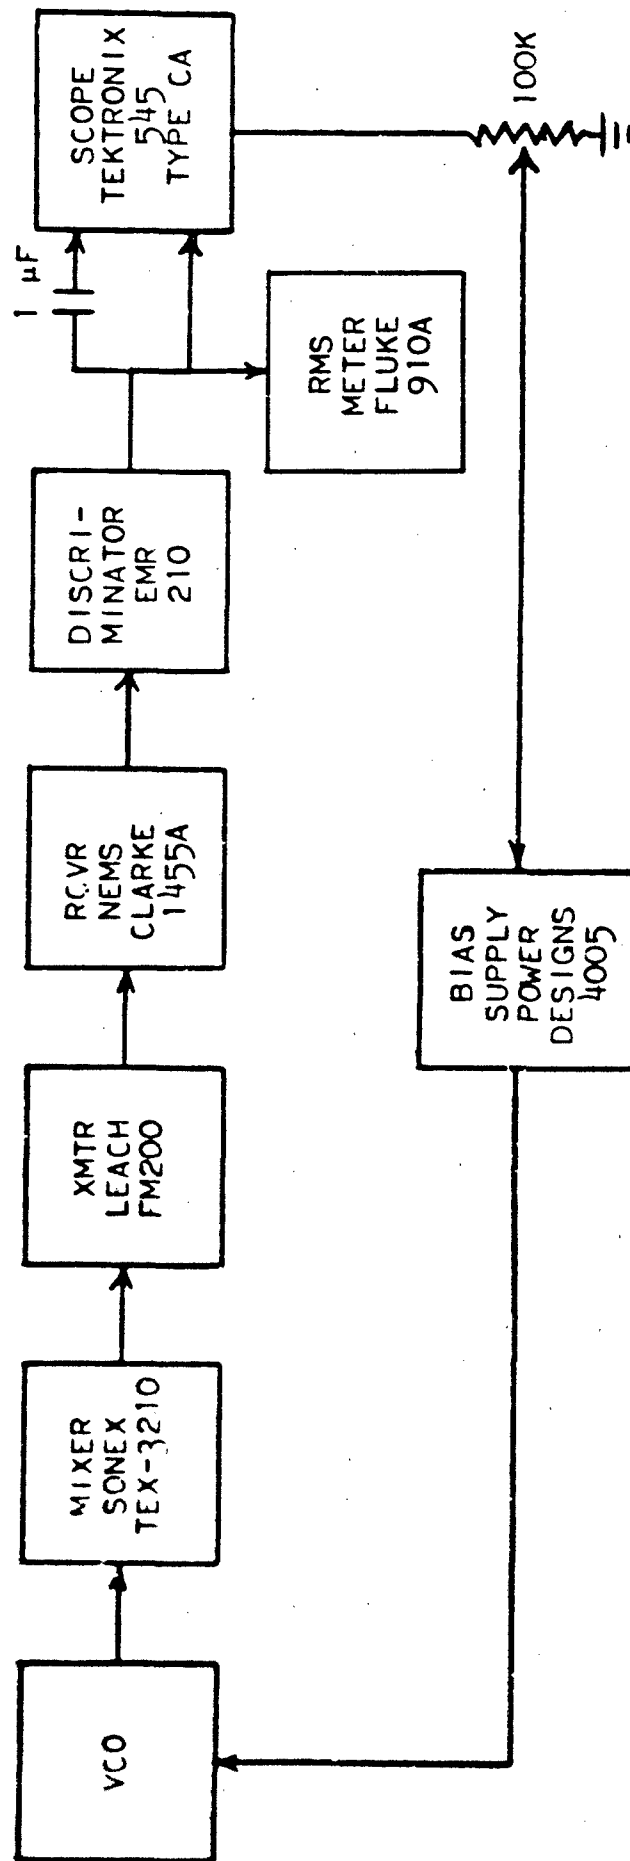 VCO
MIXER
SONEX
TEX-3210
XMTR
LEACH
FM200
RCVR
NEMS
CLARKE
1455A
DISCRI-
MINATOR
EMR
210
1 µF
SCOPE
TEKTRONIX
545
TYPE CA
RMS
METER
FLUKE
910A
BIAS
SUPPLY
POWER
DESIGNS
4005
100K